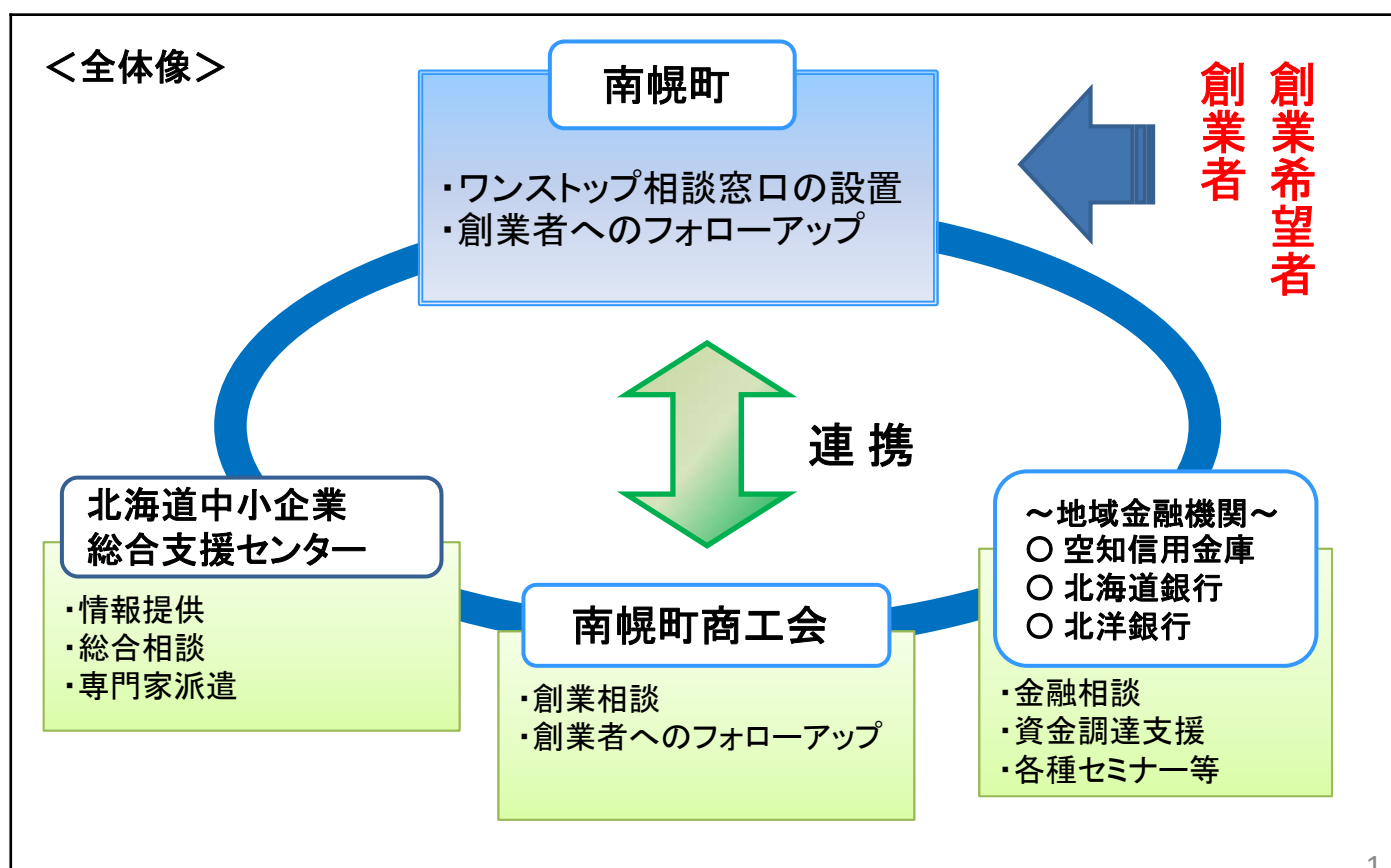 ＜全体像＞
南幌町
・ワンストップ相談窓口の設置
・創業者へのフォローアップ
創業希望者
創業者
連 携
北海道中小企業
総合支援センター
・情報提供
・総合相談
・専門家派遣
南幌町商工会
・創業相談
・創業者へのフォローアップ
～地域金融機関～
○ 空知信用金庫
○ 北海道銀行
○ 北洋銀行
・金融相談
・資金調達支援
・各種セミナー等
1